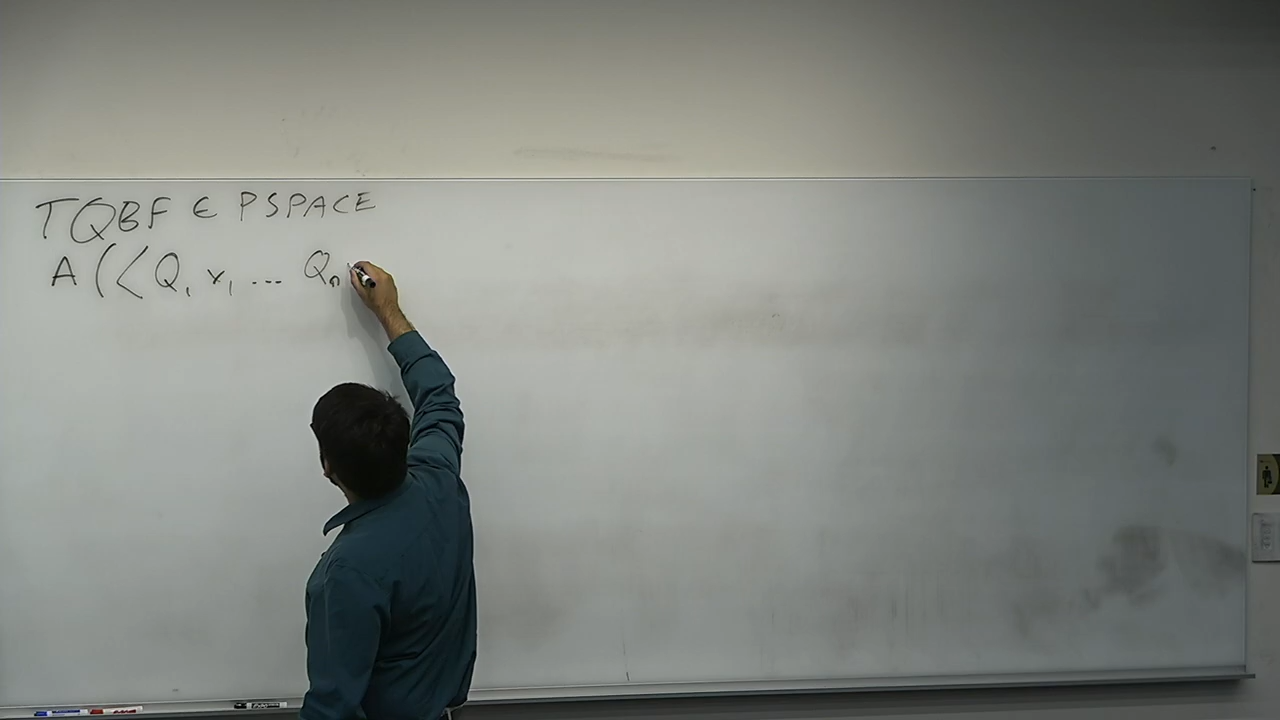 TQBF ∈ PSPACE
A(<Q₁ x₁ ... Qₙ